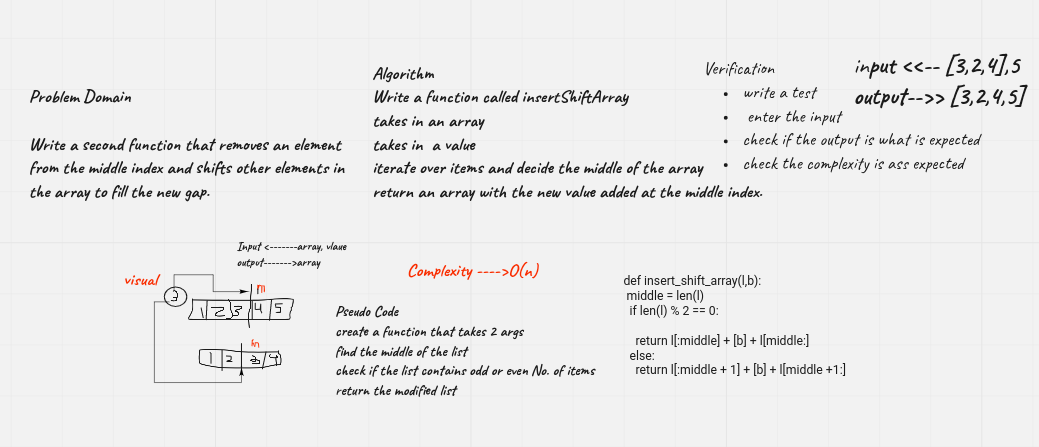 Problem Domain
Write a second function that removes an element
from the middle index and shifts other elements in
the array to fill the new gap.
Algorithm
Write a function called insertShiftArray
takes in an array
takes in a value
iterate over items and decide the middle of the array
return an array with the new value added at the middle index.
Verification
• write a test
• enter the input
• check if the output is what is expected
• check the complexity is ass expected
input <<-- [3,2,4],5
output-->> [3,2,4,5]
Input <-------array, vlaue
output------->array
visual
3
m
1 2 3 4 5
m
1 2 3 4
Complexity ---->O(n)
Pseudo Code
create a function that takes 2 args
find the middle of the list
check if the list contains odd or even No. of items
return the modified list
def insert_shift_array(l,b):
middle = len(l)
if len(l) % 2 == 0:
return l[:middle] + [b] + l[middle:]
else:
return l[:middle + 1] + [b] + l[middle +1:]